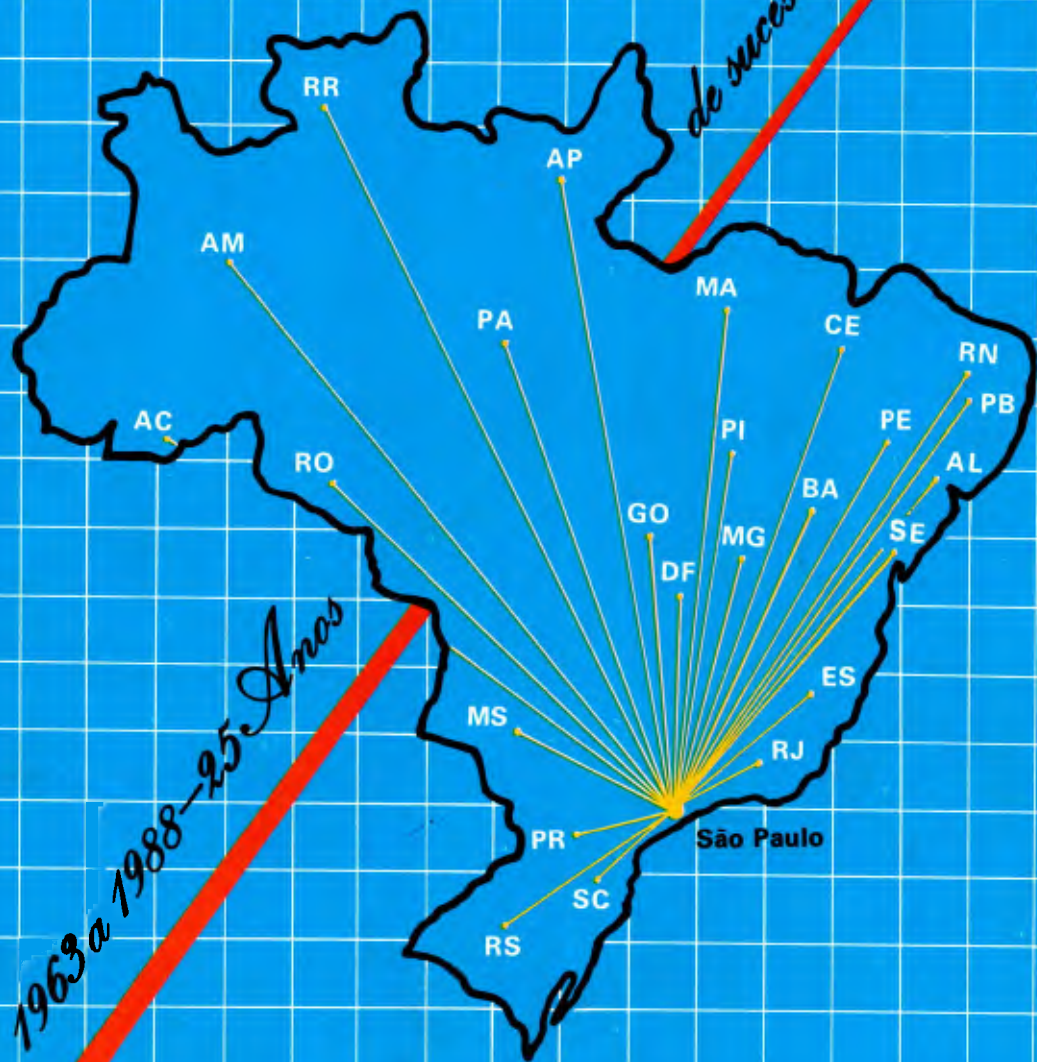 de
RR
AP
AM
MA
PA
CE
RN
PB
AC
PI
PE
RO
AL
BA
GO
MG
SE
DF
1963 a 1988-25 Anos
ES
MS
RJ
PR
São Paulo
SC
RS